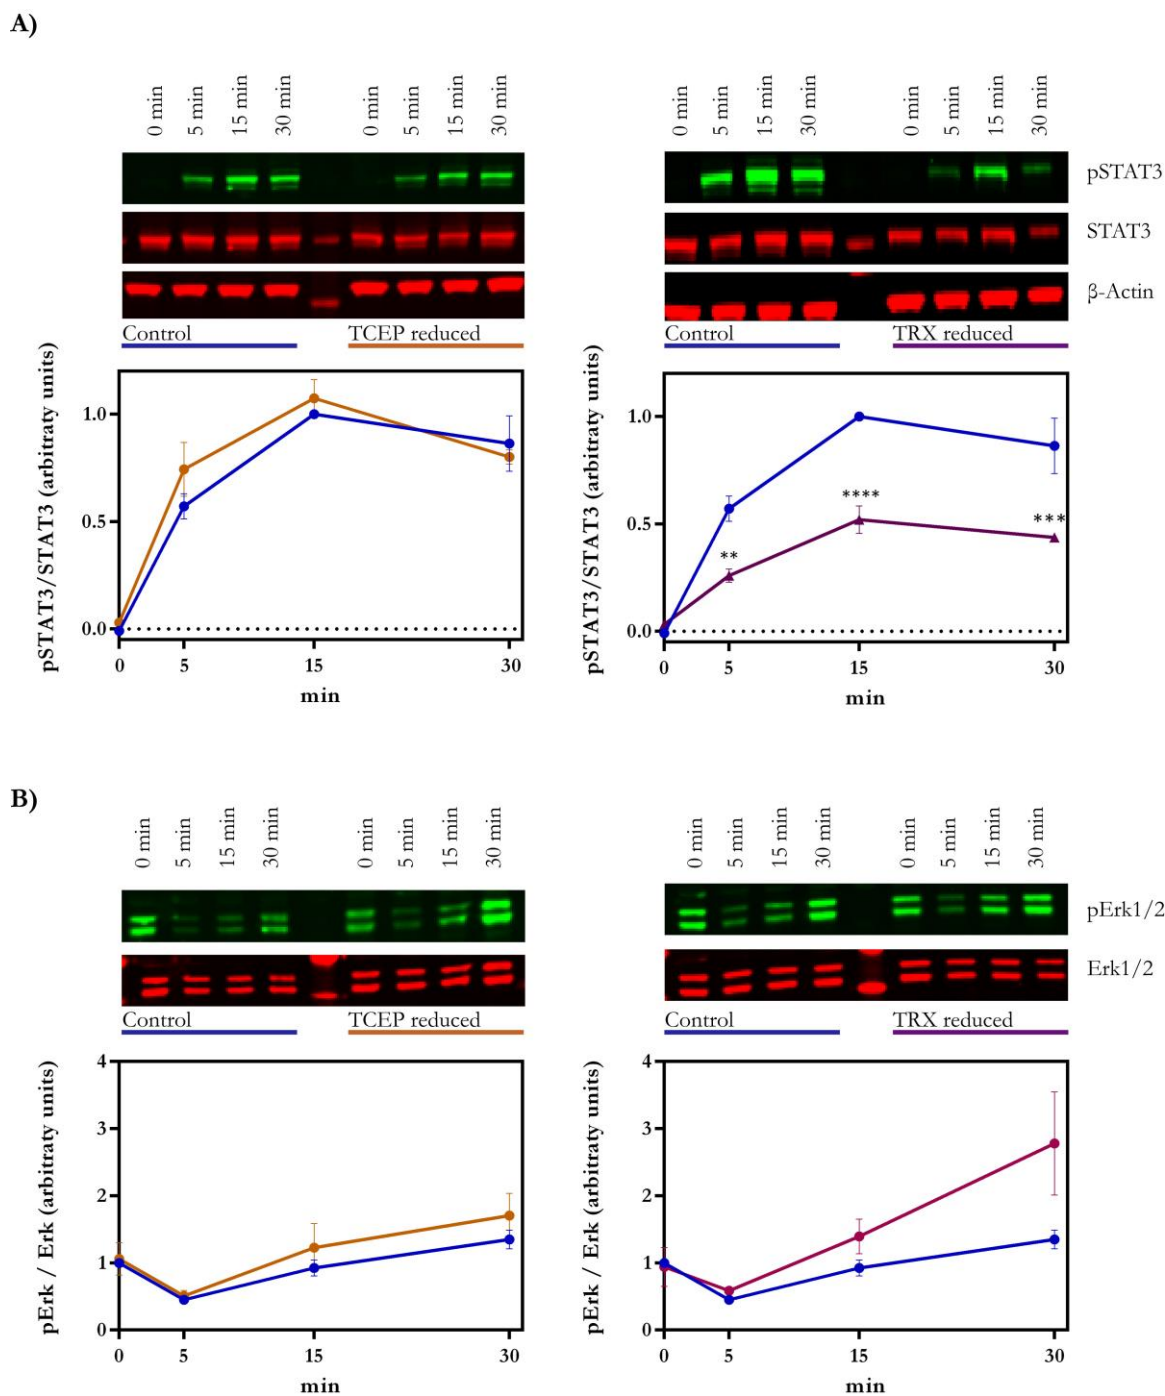 A)
0 min 5 min 15 min 30 min 0 min 5 min 15 min 30 min
0 min 5 min 15 min 30 min 0 min 5 min 15 min 30 min
pSTAT3
STAT3
β-Actin
Control TCEP reduced
Control TRX reduced
pSTAT3/STAT3 (arbitraty units)
1.0
0.5
0.0
0 5 15 30
min
pSTAT3/STAT3 (arbitraty units)
1.0
0.5
0.0
** **** ***
0 5 15 30
min
B)
0 min 5 min 15 min 30 min 0 min 5 min 15 min 30 min
0 min 5 min 15 min 30 min 0 min 5 min 15 min 30 min
pErk1/2
Erk1/2
Control TCEP reduced
Control TRX reduced
pErk / Erk (arbitraty units)
4
3
2
1
0
0 5 15 30
min
pErk / Erk (arbitraty units)
4
3
2
1
0
0 5 15 30
min